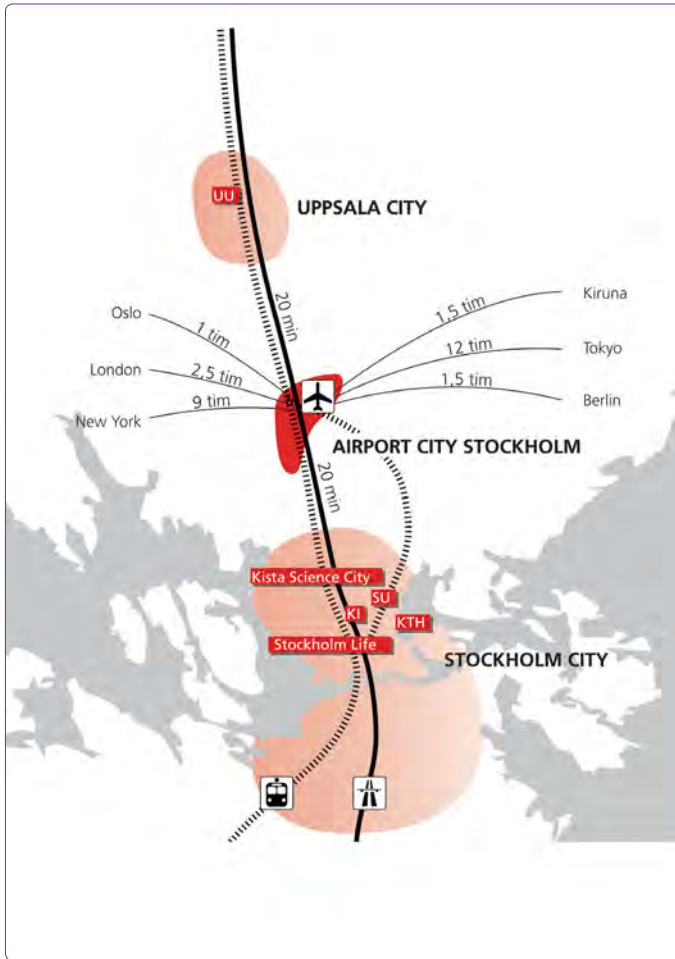 UU
UPPSALA CITY
20 min
Oslo
1 tim
London
2,5 tim
New York
9 tim
Kiruna
1,5 tim
Tokyo
12 tim
Berlin
1,5 tim
AIRPORT CITY STOCKHOLM
20 min
Kista Science City
SU
KI
KTH
Stockholm Life
STOCKHOLM CITY